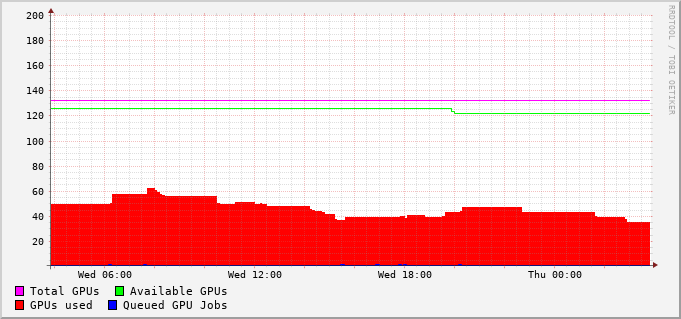 RRDTOOL / TOBI OETIKER
200
180
160
140
120
100
80
60
40
20
Wed 06:00 Wed 12:00 Wed 18:00 Thu 00:00
Total GPUs Available GPUs
GPUs used Queued GPU Jobs